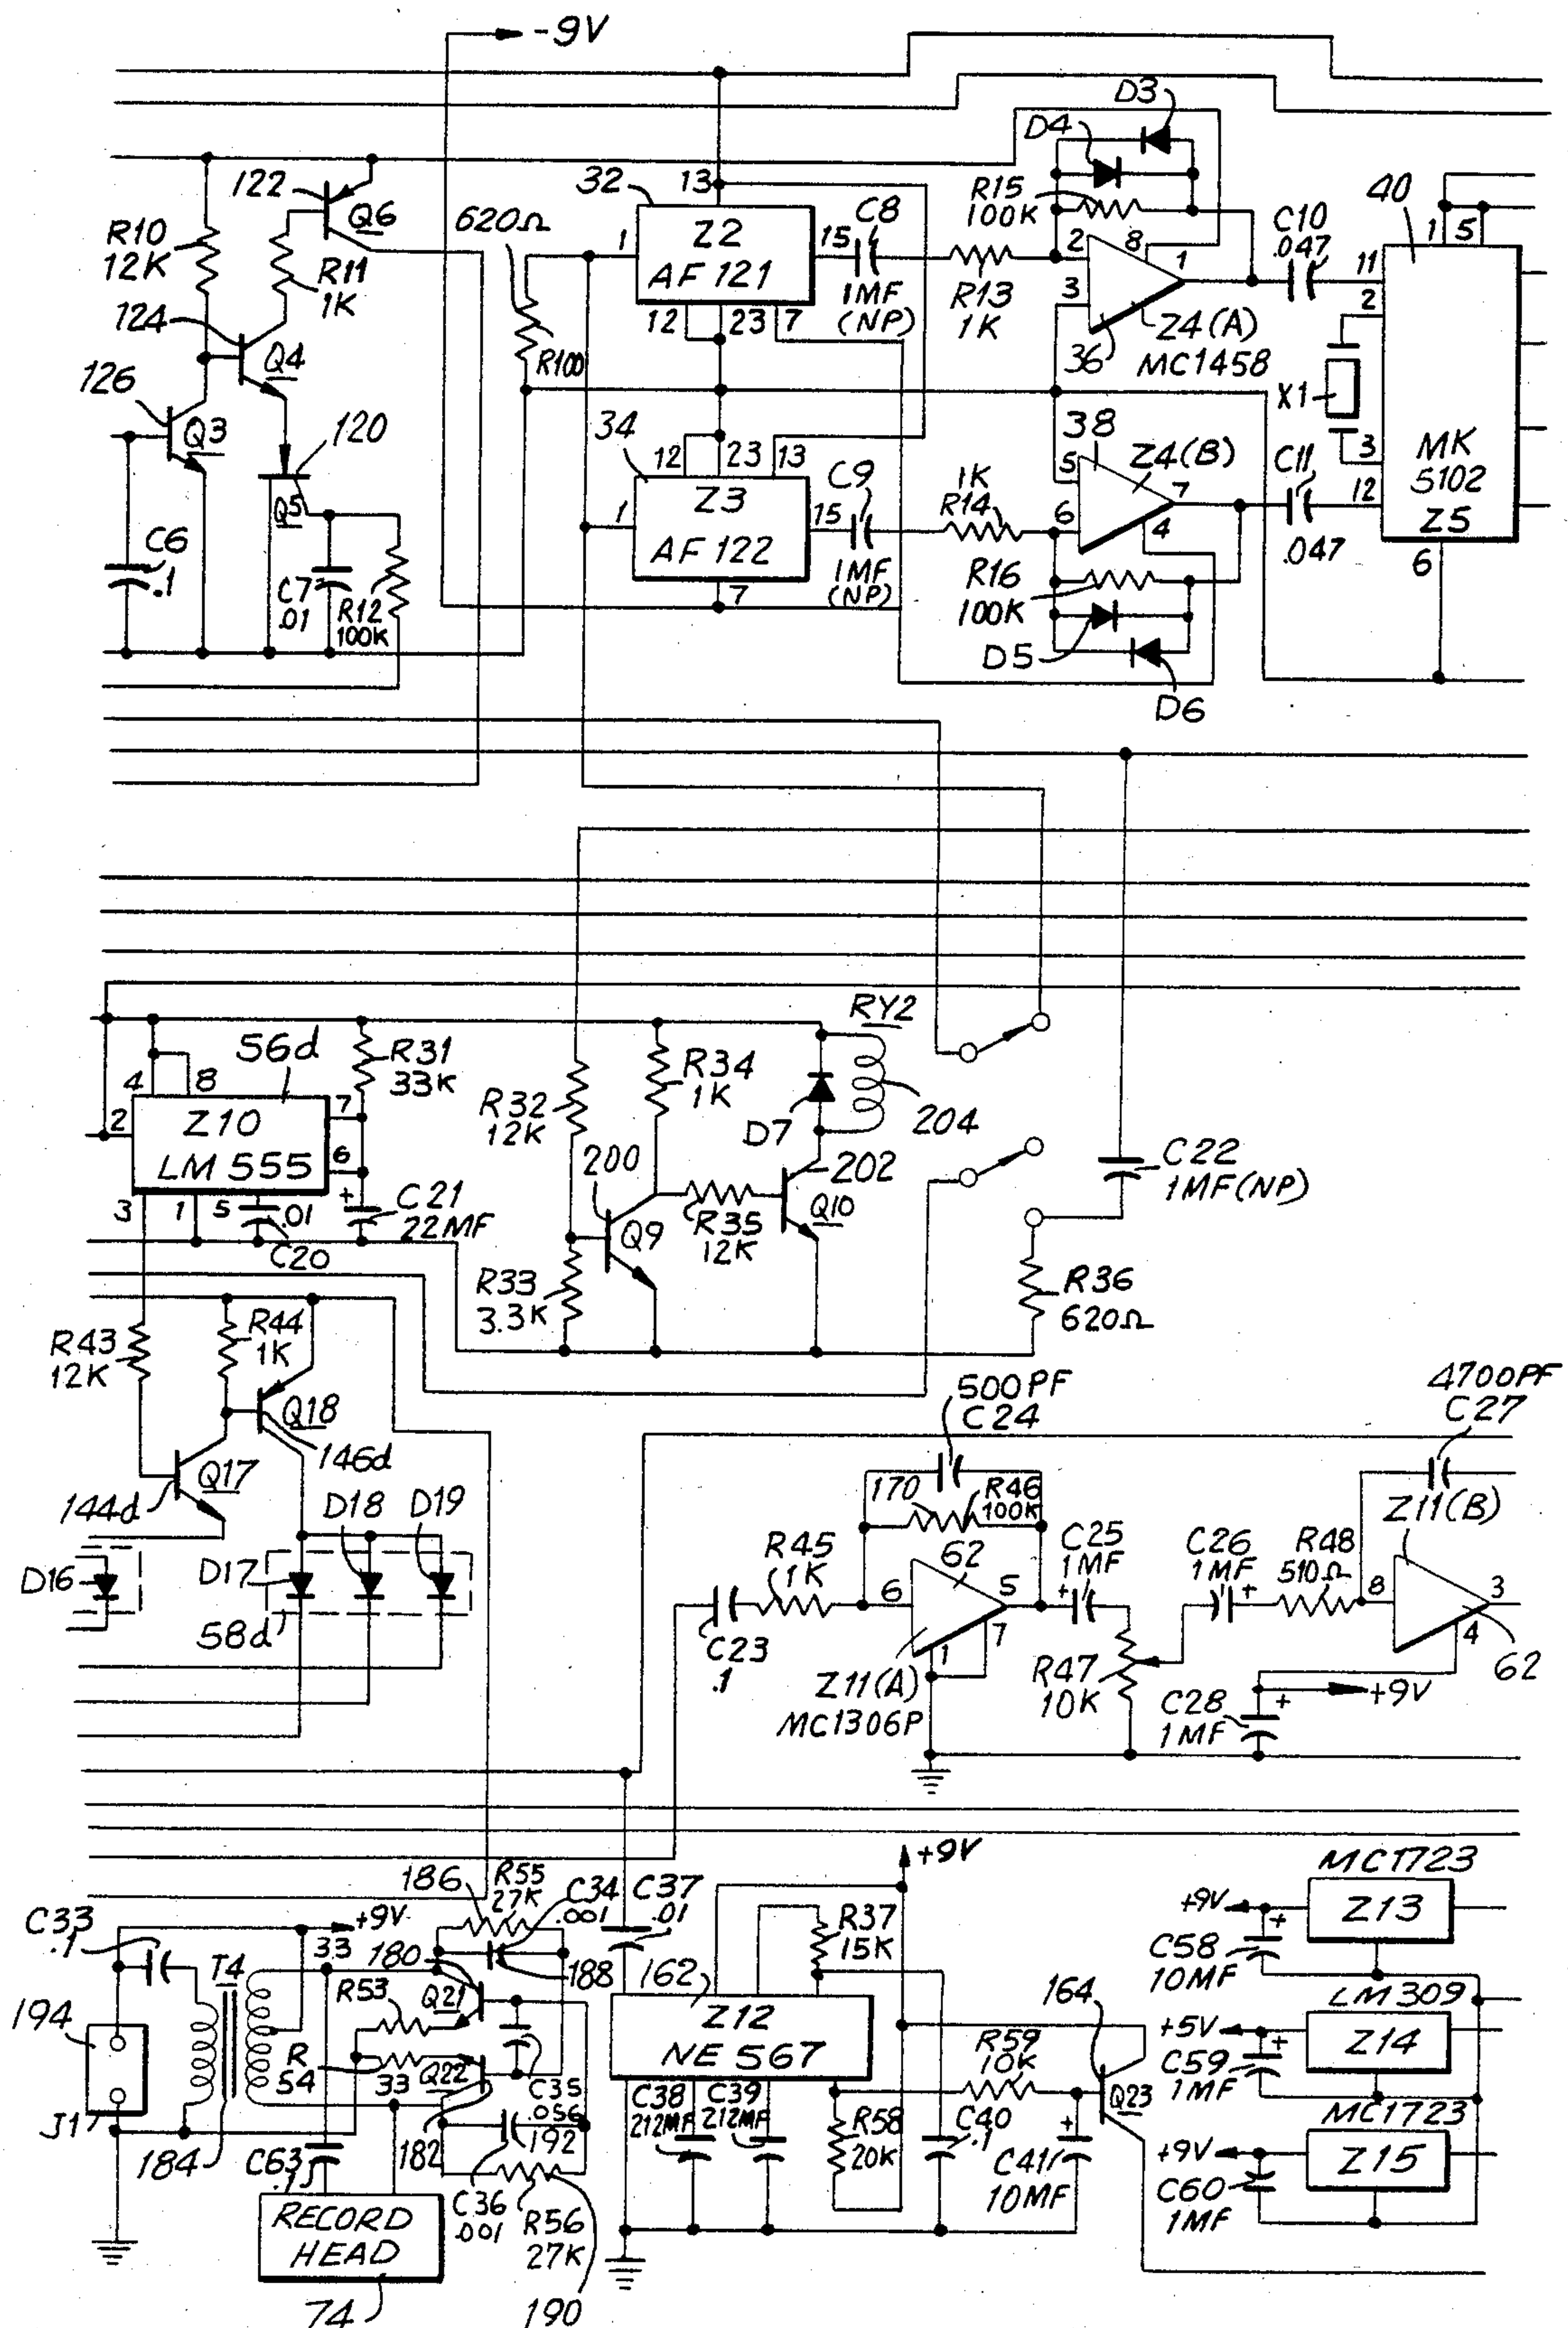 -9V
D3
D4
122
Q6
32
13
R15
100K
C8
620Ω
R10
12K
R11
1K
1
Z2
AF 121
15
1MF
(NP)
R13
1K
2
8
1
3
C10
.047
40
1
5
11
2
12
23
7
36
Z4(A)
MC1458
124
Q4
R100
126
Q3
120
X1
34
12
23
13
38
5
Z4(B)
7
C11
3
MK
5102
Z5
12
Q5
C9
1K
R14
1
Z3
AF 122
15
6
4
.047
6
C6
.1
C7
.01
R12
100K
1MF
(NP)
7
R16
100K
D5
D6
RY2
56d
R31
33K
R34
1K
4
8
2
Z10
LM 555
7
6
R32
12K
D7
204
200
202
C22
1MF(NP)
3
1
5
.01
+
C21
22MF
C20
Q9
R35
12K
Q10
R33
3.3K
R36
620Ω
R43
12K
R44
1K
Q18
146d
500PF
C24
4700PF
C27
Q17
144d
D18
D19
170
R46
100K
Z11(B)
D16
D17
58d
R45
1K
62
C25
1MF
C26
1MF
R48
510Ω
6
5
+
+
8
3
C23
.1
1
7
4
62
Z11(A)
MC1306P
R47
10K
C28
1MF
+
+9V
+9V
MC1723
186
R55
27K
C34
.001
C37
.01
C33
.1
+9V
33
180
188
R37
15K
+9V
+
Z13
C58
10MF
T4
R53
Q21
162
164
LM309
194
Z12
NE 567
R59
10K
+5V
+
Z14
R
54
33
Q22
C35
.056
C38
2.2MF
C39
2.2MF
Q23
C59
1MF
J1
184
C63
.15
182
192
R58
20K
C40
.1
+
C41
10MF
MC1723
+9V
Z15
C60
1MF
C36
.001
R56
27K
RECORD
HEAD
74
190